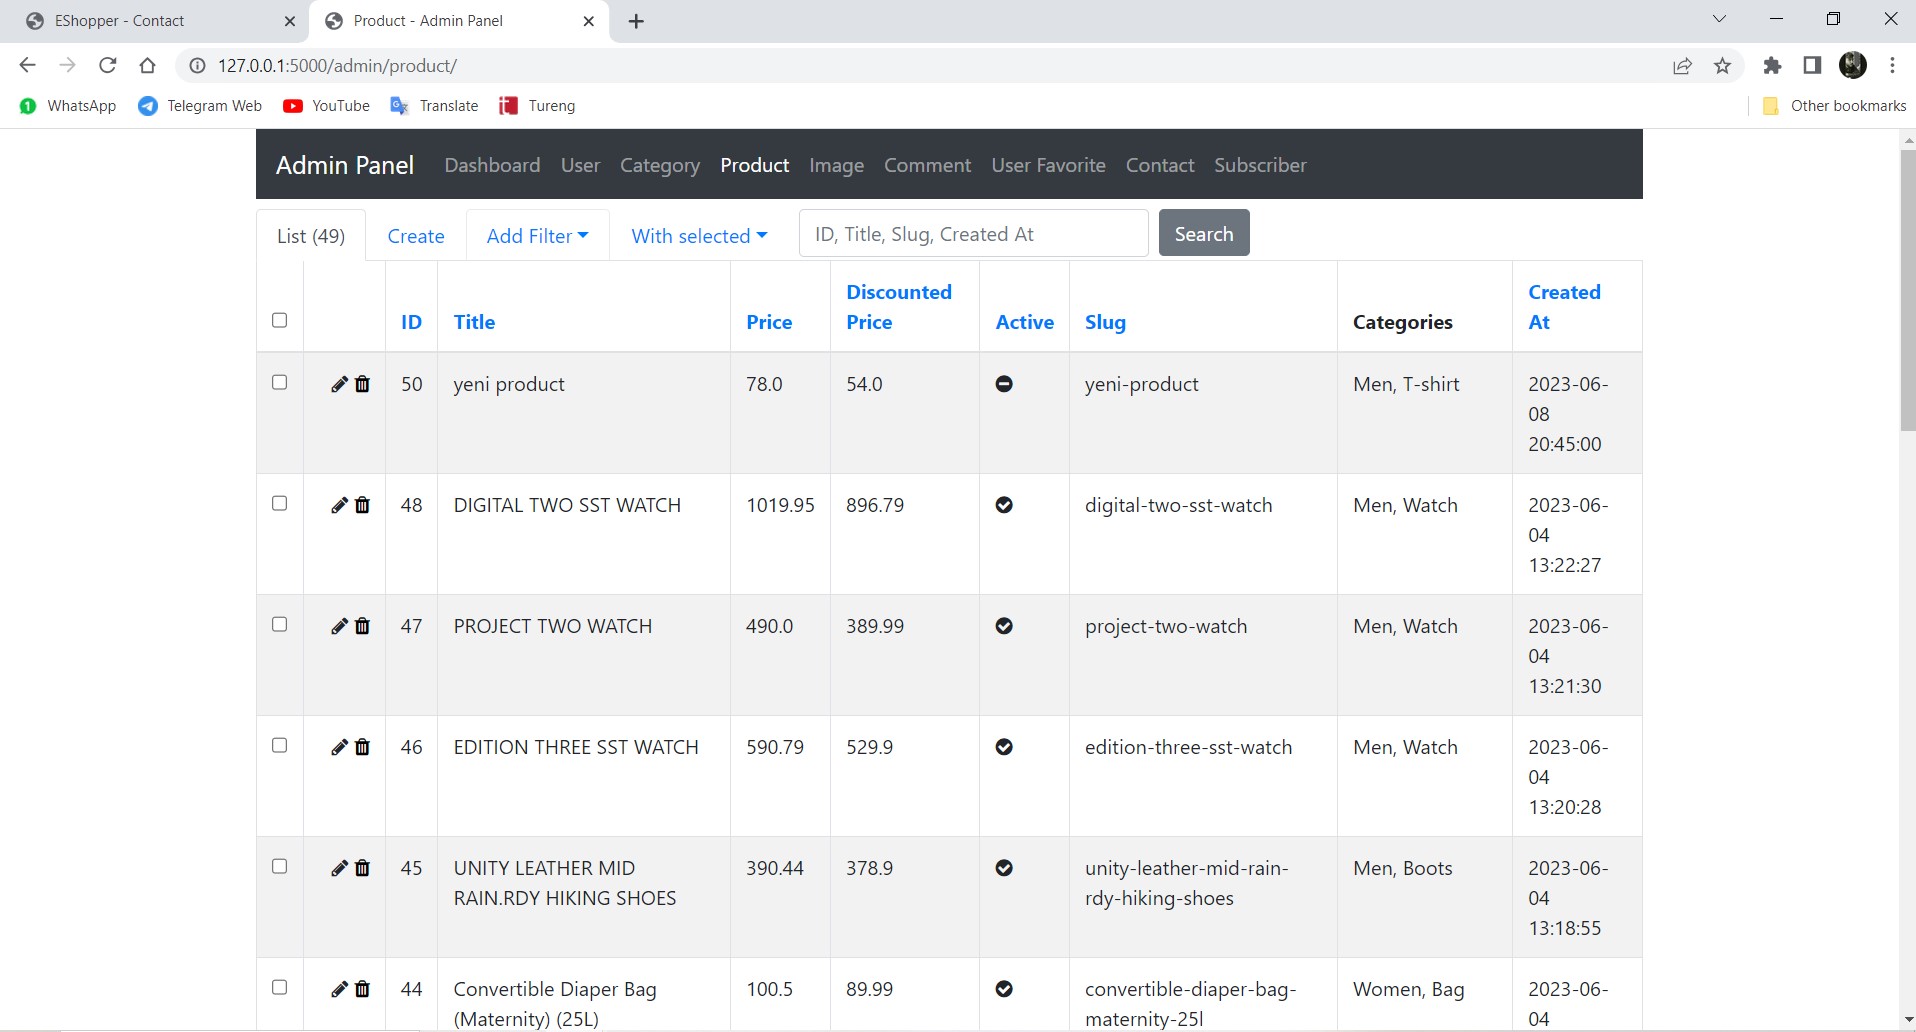 EShopper - Contact
Product - Admin Panel
127.0.0.1:5000/admin/product/
1 WhatsApp
Telegram Web
YouTube
Translate
Tureng
Other bookmarks
Admin Panel Dashboard User Category Product Image Comment User Favorite Contact Subscriber
List (49) Create Add Filter With selected ID, Title, Slug, Created At Search
ID Title Price Discounted Price Active Slug Categories Created At
50 yeni product 78.0 54.0 yeni-product Men, T-shirt 2023-06-
08
20:45:00
48 DIGITAL TWO SST WATCH 1019.95 896.79 digital-two-sst-watch Men, Watch 2023-06-
04
13:22:27
47 PROJECT TWO WATCH 490.0 389.99 project-two-watch Men, Watch 2023-06-
04
13:21:30
46 EDITION THREE SST WATCH 590.79 529.9 edition-three-sst-watch Men, Watch 2023-06-
04
13:20:28
45 UNITY LEATHER MID 390.44 378.9 unity-leather-mid-rain- Men, Boots 2023-06-
RAIN.RDY HIKING SHOES rdy-hiking-shoes 04
13:18:55
44 Convertible Diaper Bag 100.5 89.99 convertible-diaper-bag- Women, Bag 2023-06-
(Maternity) (25L) maternity-25l 04